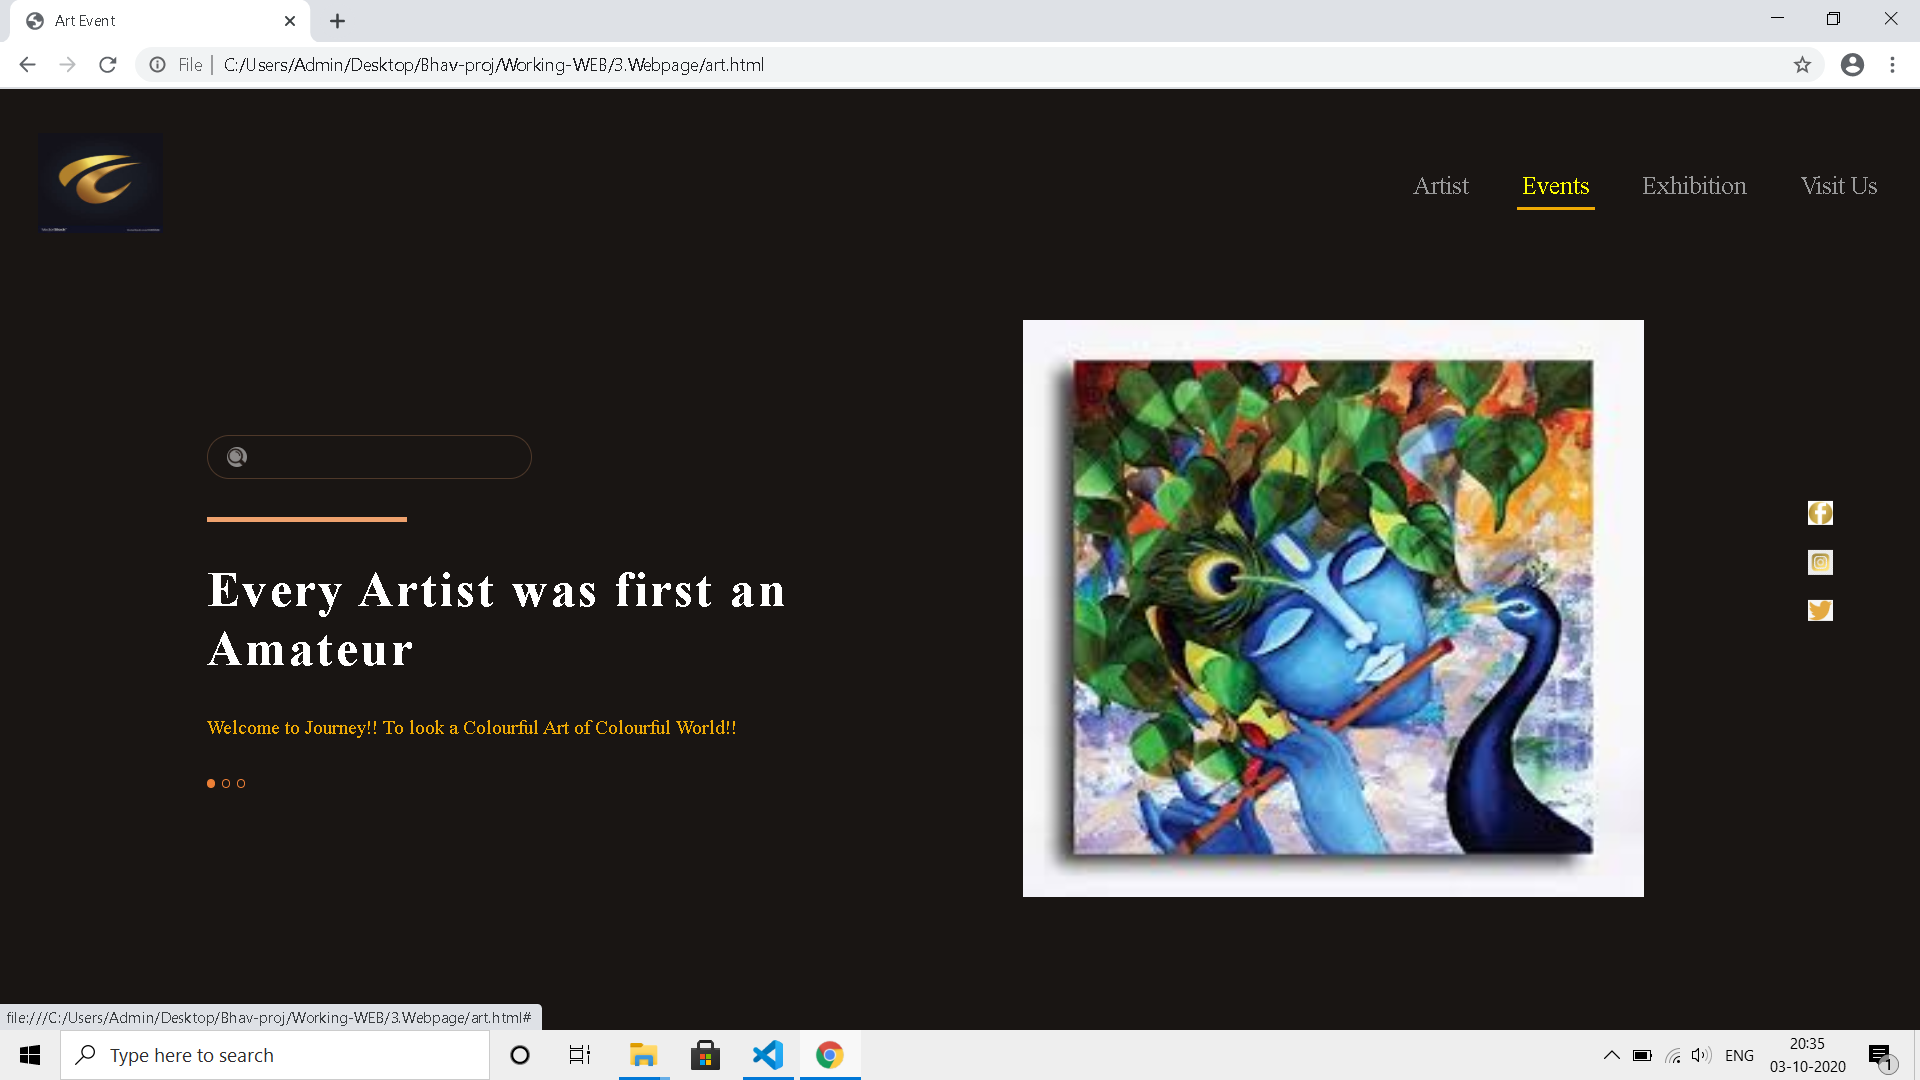 Art Event
File
C:/Users/Admin/Desktop/Bhav-proj/Working-WEB/3.Webpage/art.html
Artist Events Exhibition Visit Us
Every Artist was first an
Amateur
Welcome to Journey!! To look a Colourful Art of Colourful World!!
file:///C:/Users/Admin/Desktop/Bhav-proj/Working-WEB/3.Webpage/art.html#
Type here to search
ENG
20:35
03-10-2020
1